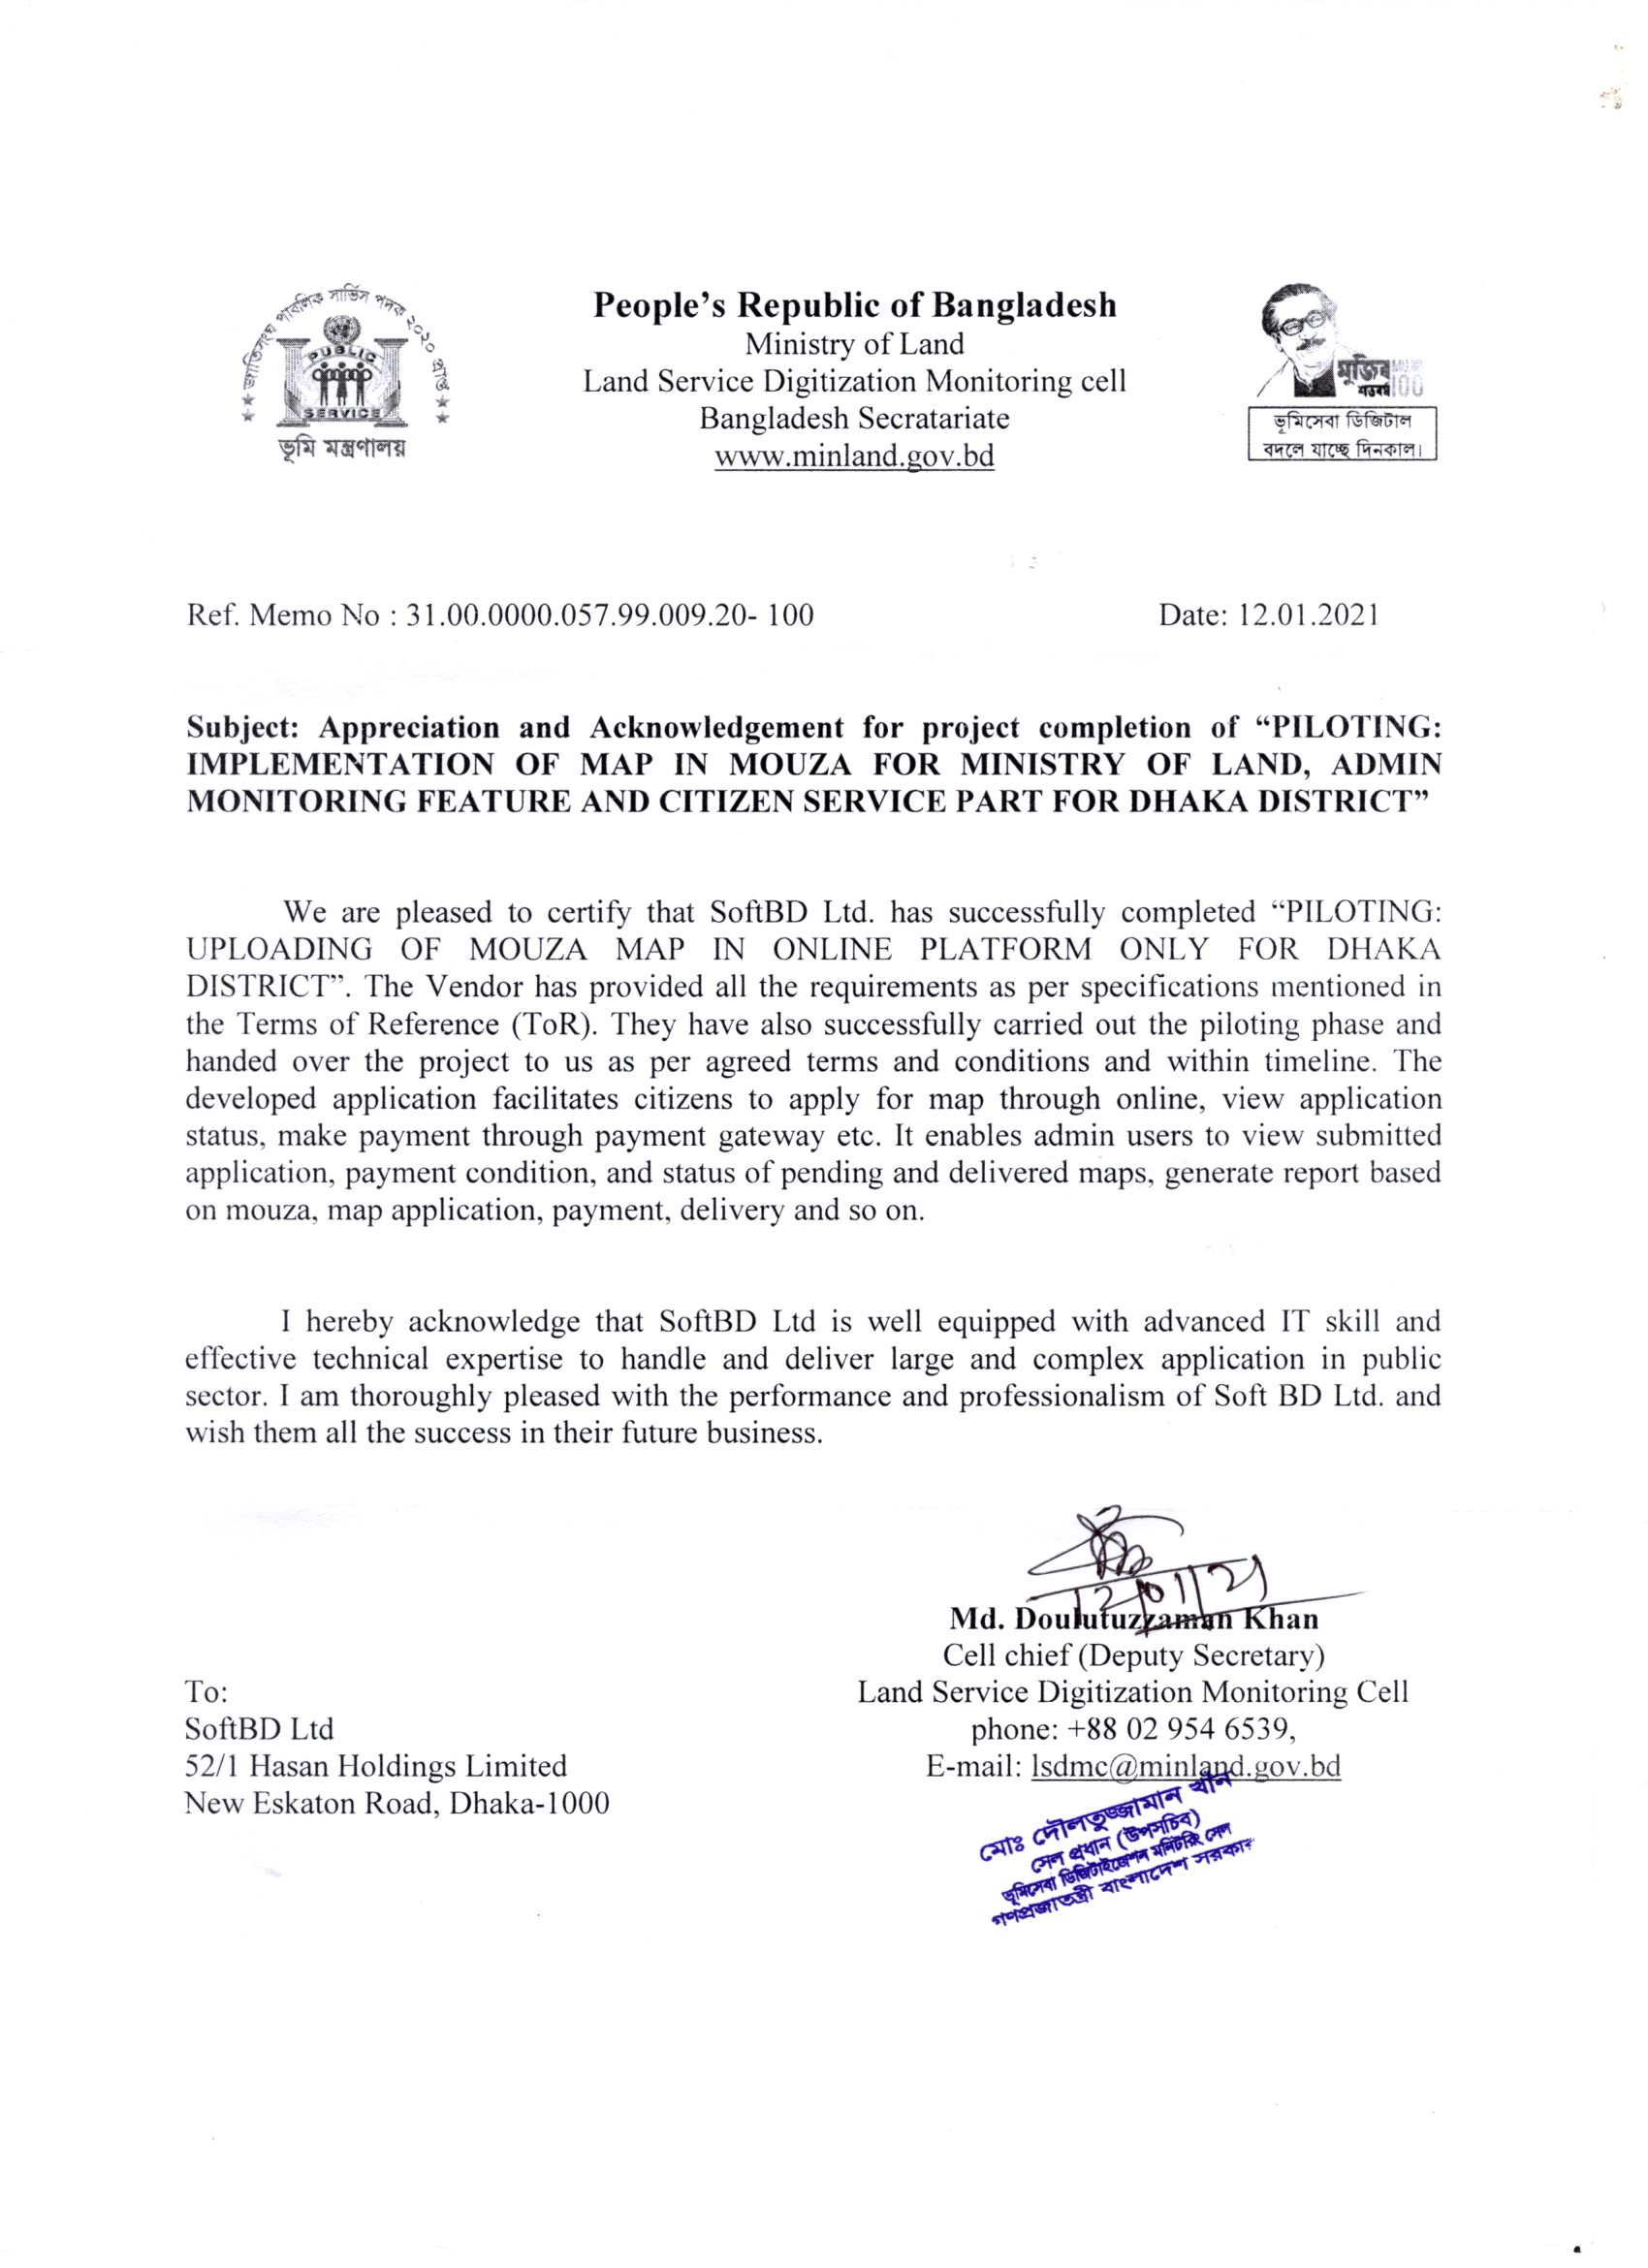 জাতিসংঘ পাবলিক সার্ভিস পদক ২০২০ প্রাপ্ত
PUBLIC
SERVICE
ভূমি মন্ত্রণালয়
People's Republic of Bangladesh
Ministry of Land
Land Service Digitization Monitoring cell
Bangladesh Secratariate
www.minland.gov.bd
মুজিব
শতবর্ষ 100
ভূমিসেবা ডিজিটাল
বদলে যাচ্ছে দিনকাল।
Ref. Memo No : 31.00.0000.057.99.009.20- 100 Date: 12.01.2021
Subject: Appreciation and Acknowledgement for project completion of “PILOTING:
IMPLEMENTATION OF MAP IN MOUZA FOR MINISTRY OF LAND, ADMIN
MONITORING FEATURE AND CITIZEN SERVICE PART FOR DHAKA DISTRICT”
We are pleased to certify that SoftBD Ltd. has successfully completed “PILOTING:
UPLOADING OF MOUZA MAP IN ONLINE PLATFORM ONLY FOR DHAKA
DISTRICT”. The Vendor has provided all the requirements as per specifications mentioned in
the Terms of Reference (ToR). They have also successfully carried out the piloting phase and
handed over the project to us as per agreed terms and conditions and within timeline. The
developed application facilitates citizens to apply for map through online, view application
status, make payment through payment gateway etc. It enables admin users to view submitted
application, payment condition, and status of pending and delivered maps, generate report based
on mouza, map application, payment, delivery and so on.
I hereby acknowledge that SoftBD Ltd is well equipped with advanced IT skill and
effective technical expertise to handle and deliver large and complex application in public
sector. I am thoroughly pleased with the performance and professionalism of Soft BD Ltd. and
wish them all the success in their future business.
12/01/21
Md. Doulutuzzaman Khan
Cell chief (Deputy Secretary)
Land Service Digitization Monitoring Cell
phone: +88 02 954 6539,
E-mail: lsdmc@minland.gov.bd
মোঃ দৌলতুজ্জামান খাঁন
সেল প্রধান (উপসচিব)
ভূমিসেবা ডিজিটাইজেশন মনিটরিং সেল
গণপ্রজাতন্ত্রী বাংলাদেশ সরকার
To:
SoftBD Ltd
52/1 Hasan Holdings Limited
New Eskaton Road, Dhaka-1000